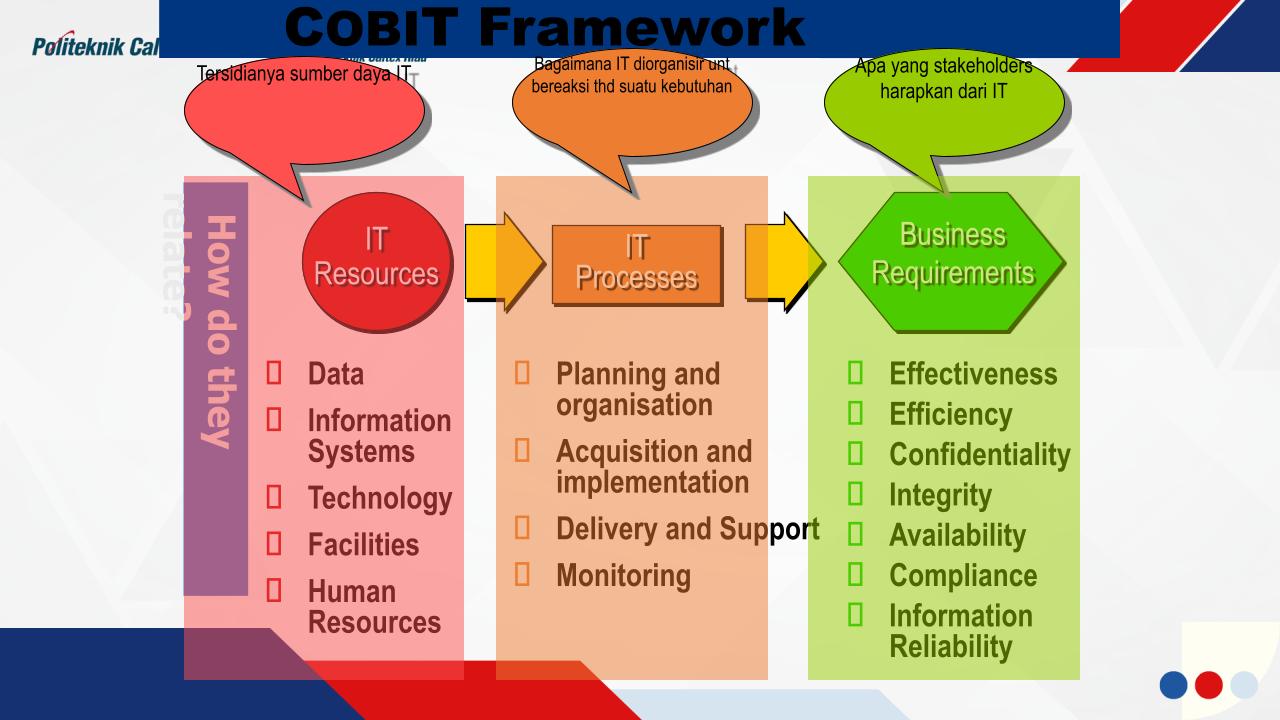 COBIT Framework
Politeknik Cal
Tersidianya sumber daya IT
Bagaimana IT diorganisir unt
bereaksi thd suatu kebutuhan
Apa yang stakeholders
harapkan dari IT
How do they
relate?
IT
Resources
Data
Information
Systems
Technology
Facilities
Human
Resources
IT
Processes
Planning and
organisation
Acquisition and
implementation
Delivery and Support
Monitoring
Business
Requirements
Effectiveness
Efficiency
Confidentiality
Integrity
Availability
Compliance
Information
Reliability